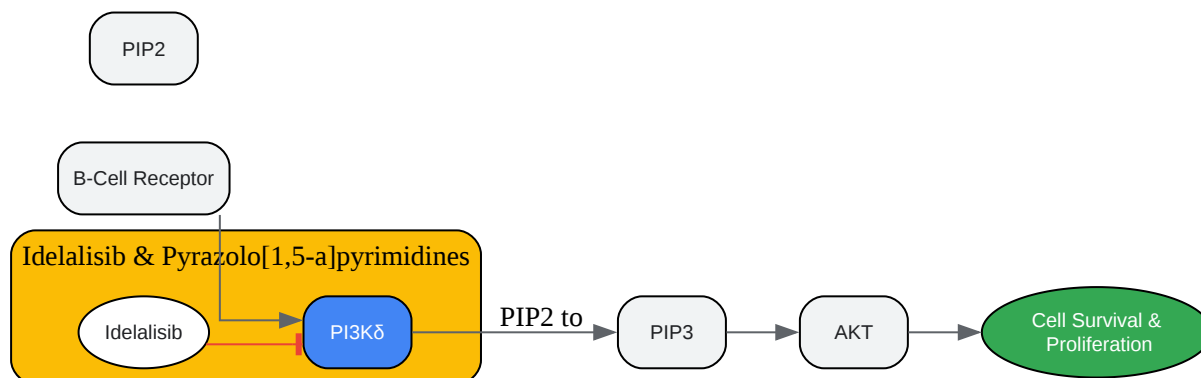 PIP2
B-Cell Receptor
Idelalisib & Pyrazolo[1,5-a]pyrimidines
Idelalisib
PI3Kδ
PIP2 to
PIP3
AKT
Cell Survival &
Proliferation